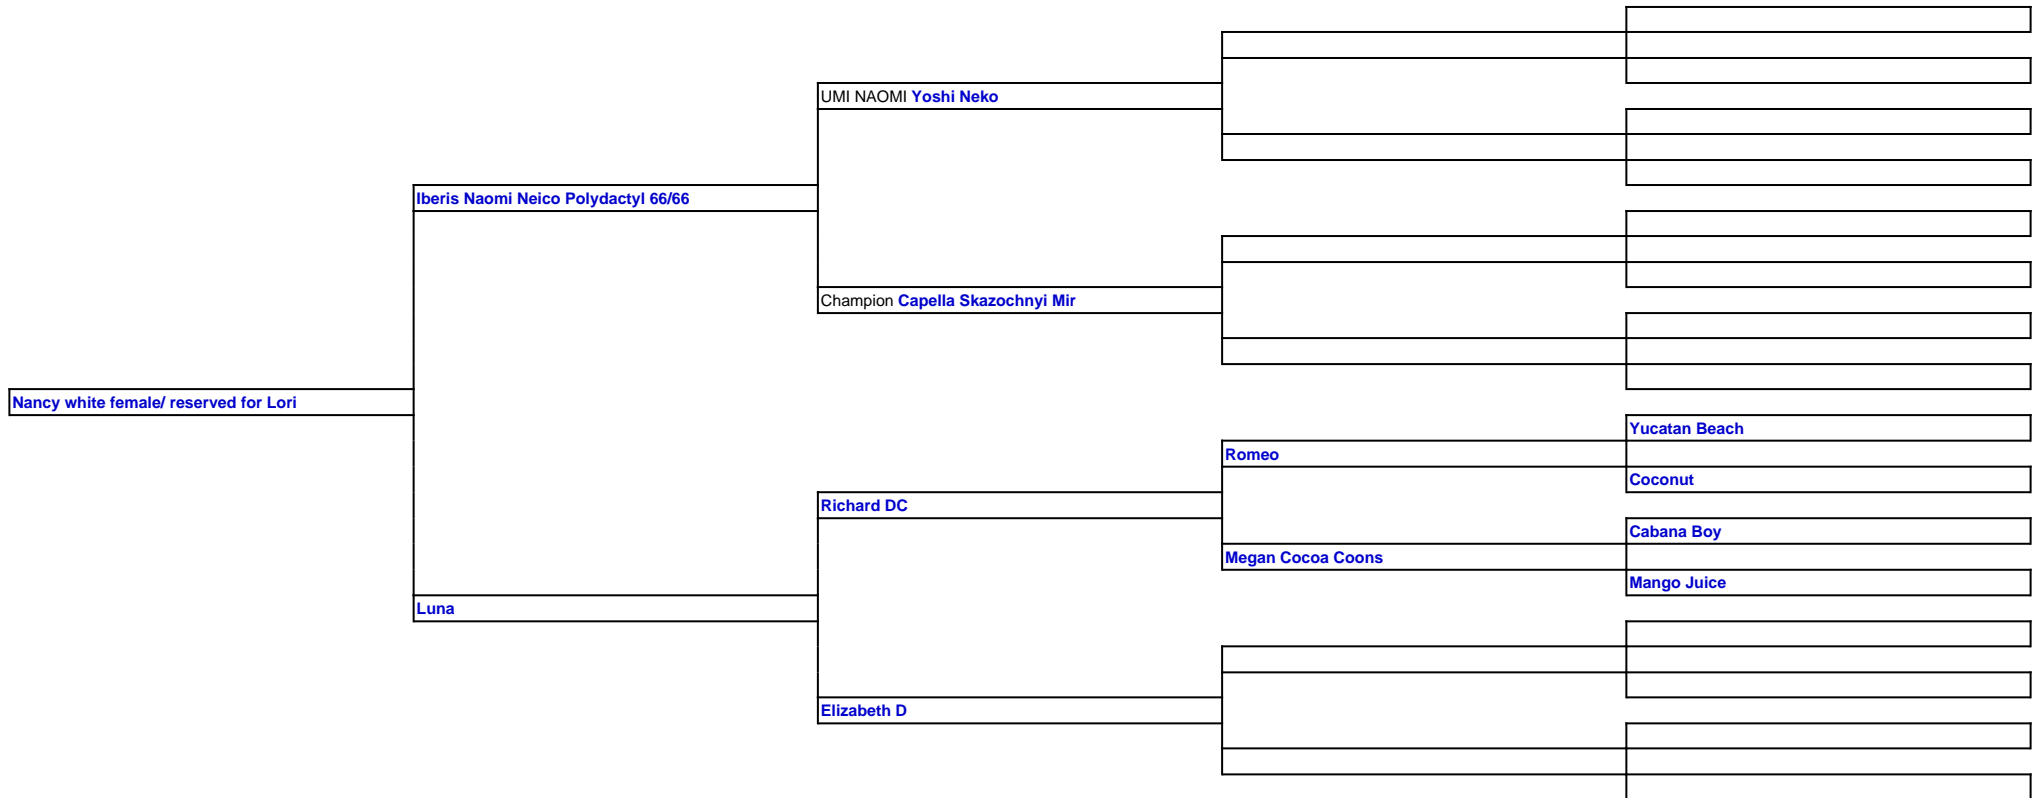 UMI NAOMI Yoshi Neko
Iberis Naomi Neico Polydactyl 66/66
Champion Capella Skazochnyi Mir
Nancy white female/ reserved for Lori
Yucatan Beach
Romeo
Coconut
Richard DC
Cabana Boy
Megan Cocoa Coons
Mango Juice
Luna
Elizabeth D